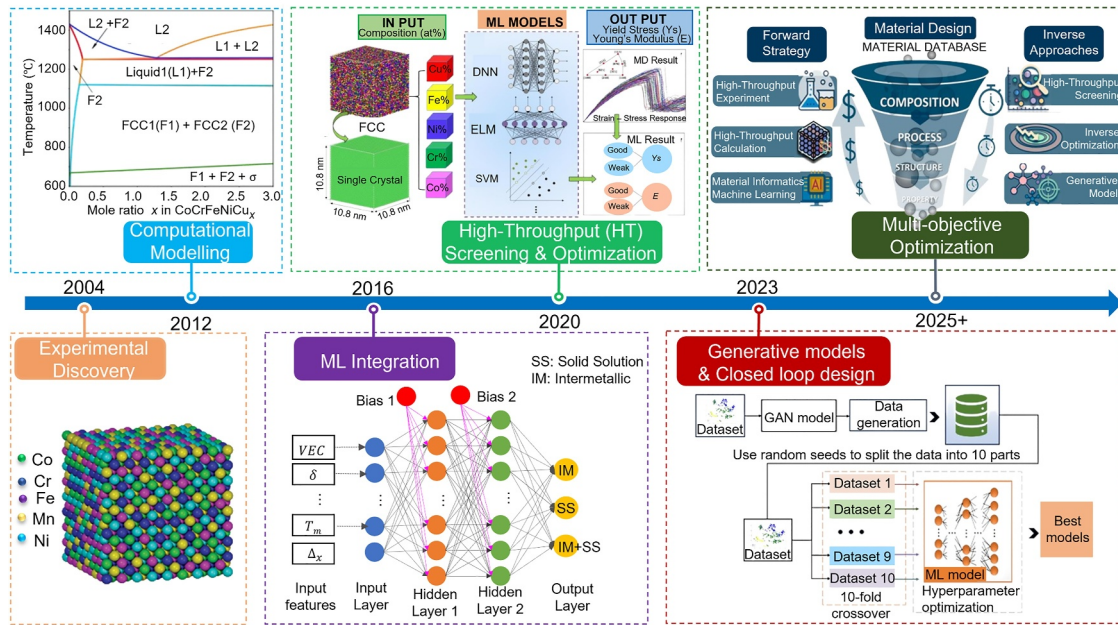 L2 +F2
L2
L1 + L2
Liquid1(L1)+F2
F2
FCC1(F1) + FCC2 (F2)
F1 + F2 + σ
Temperature (°C)
1400
1200
1000
800
600
0.0 0.5 1.0 1.5 2.0 2.5 3.0
Mole ratio x in CoCrFeNiCux
Computational
Modelling
IN PUT
Composition (at%)
FCC
Single Crystal
10.8 nm
10.8 nm
10.8 nm
Cu%
Fe%
Ni%
Cr%
Co%
ML MODELS
DNN
ELM
SVM
OUT PUT
Yield Stress (Ys)
Young's Modulus (E)
MD Result
Strain – Stress Response
ML Result
Good
Weak
Ys
Good
Weak
E
High-Throughput (HT)
Screening & Optimization
Forward
Strategy
High-Throughput
Experiment
High-Throughput
Calculation
Material Informatics
Machine Learning
AI
Material Design
MATERIAL DATABASE
COMPOSITION
PROCESS
STRUCTURE
Inverse
Approaches
High-Throughput
Screening
Inverse
Optimization
Generative
Model
$
$
$
Multi-objective
Optimization
2004
2012
2016
2020
2023
2025+
Experimental
Discovery
Co
Cr
Fe
Mn
Ni
ML Integration
SS: Solid Solution
IM: Intermetallic
Bias 1
Bias 2
VEC
δ
Tm
Δx
IM
SS
IM+SS
Input
features
Input
Layer
Hidden
Layer 1
Hidden
Layer 2
Output
Layer
Generative models
& Closed loop design
Dataset
GAN model
Data
generation
Use random seeds to split the data into 10 parts
Dataset
Dataset 1
Dataset 2
Dataset 9
Dataset 10
10-fold
crossover
ML model
Hyperparameter
optimization
Best
models